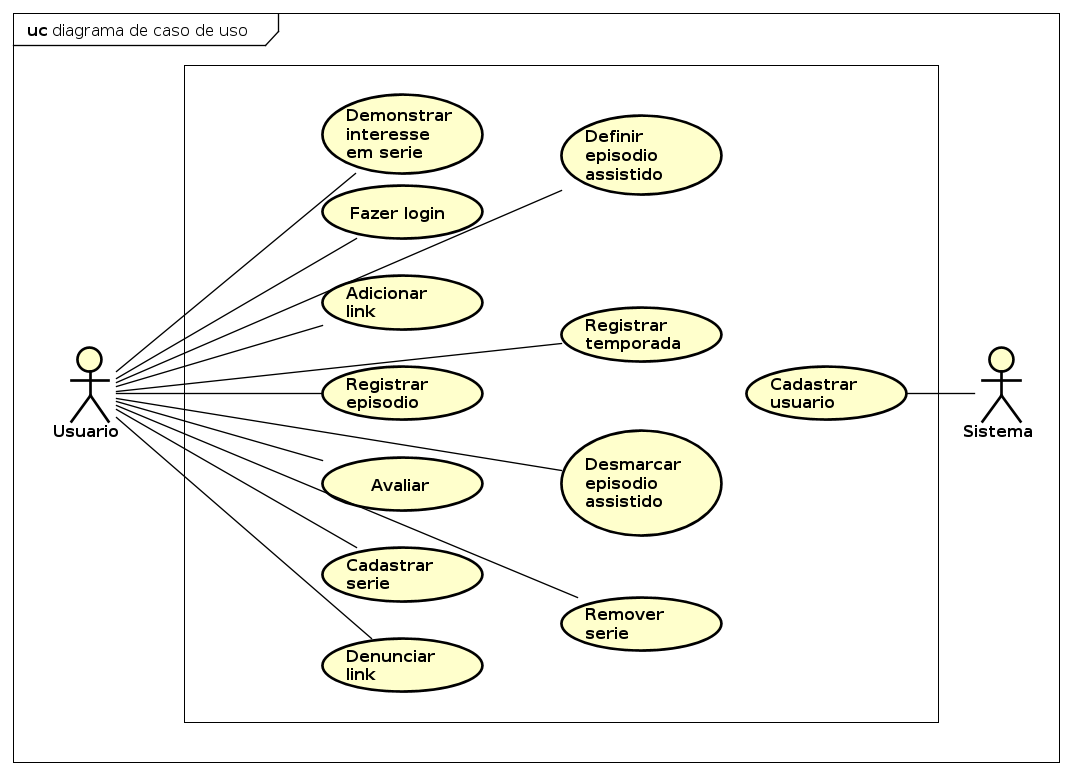 uc diagrama de caso de uso
Demonstrar
interesse
em serie
Definir
episodio
assistido
Fazer login
Adicionar
link
Registrar
temporada
Registrar
episodio
Cadastrar
usuario
Usuario
Sistema
Avaliar
Desmarcar
episodio
assistido
Cadastrar
serie
Remover
serie
Denunciar
link